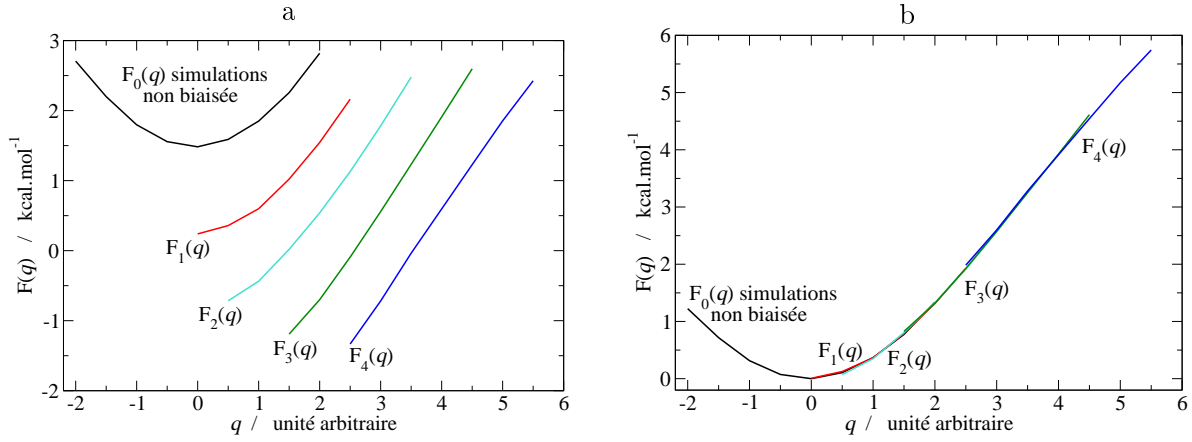 a
3
2
1
0
-1
-2
F(q) / kcal.mol⁻¹
F₀(q) simulations
non biaisée
F₁(q)
F₂(q)
F₃(q)
F₄(q)
-2 -1 0 1 2 3 4 5 6
q / unité arbitraire
b
6
5
4
3
2
1
0
F(q) / kcal.mol⁻¹
F₄(q)
F₃(q)
F₀(q) simulations
non biaisée
F₁(q)
F₂(q)
-2 -1 0 1 2 3 4 5 6
q / unité arbitraire